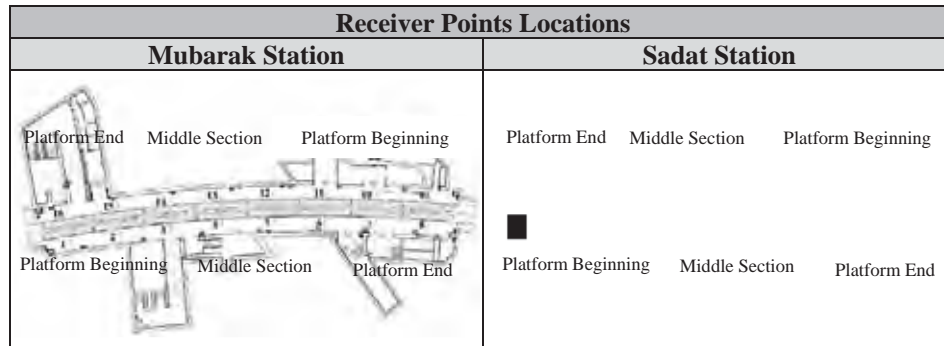 Receiver Points Locations
Mubarak Station Sadat Station
Platform End Middle Section Platform Beginning Platform End Middle Section Platform Beginning
Platform Beginning Middle Section Platform End Platform Beginning Middle Section Platform End